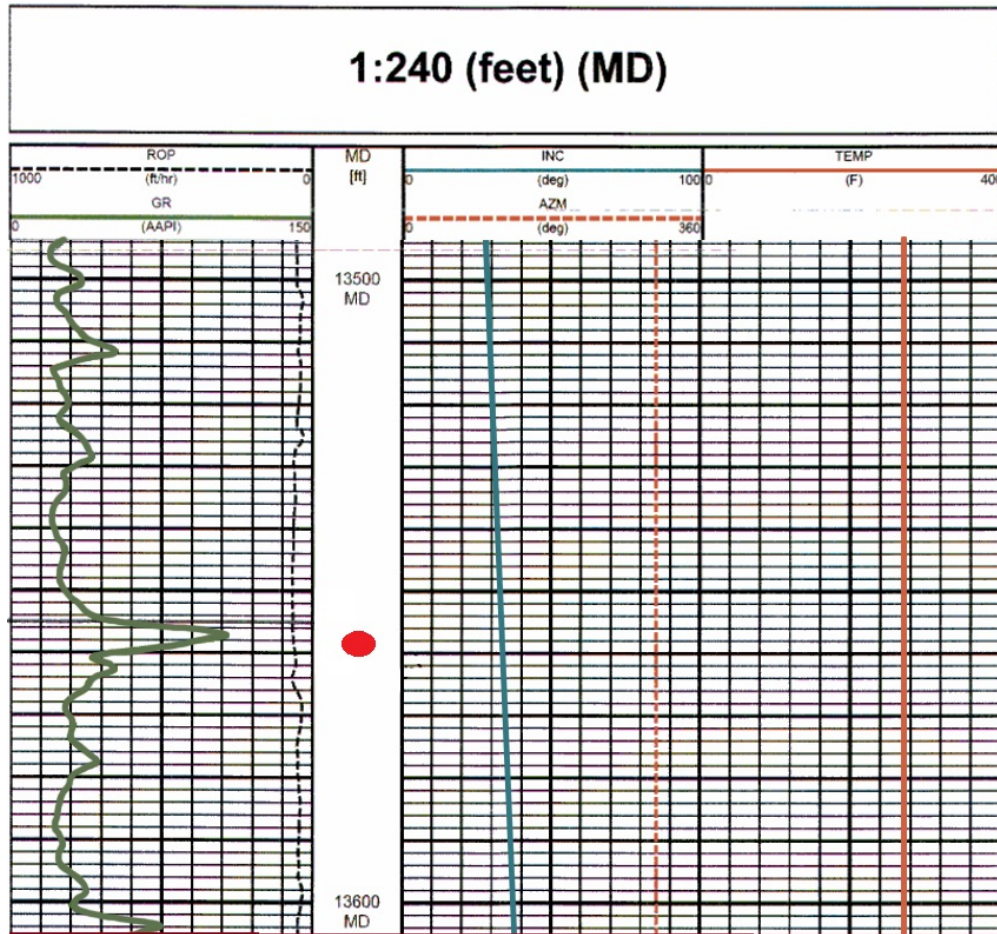 1:240 (feet) (MD)
ROP
1000 (ft/hr) 0
GR
0 (AAPI) 150
MD
[ft]
INC
0 (deg) 100
AZM
0 (deg) 360
TEMP
0 (F) 400
13500
MD
13600
MD